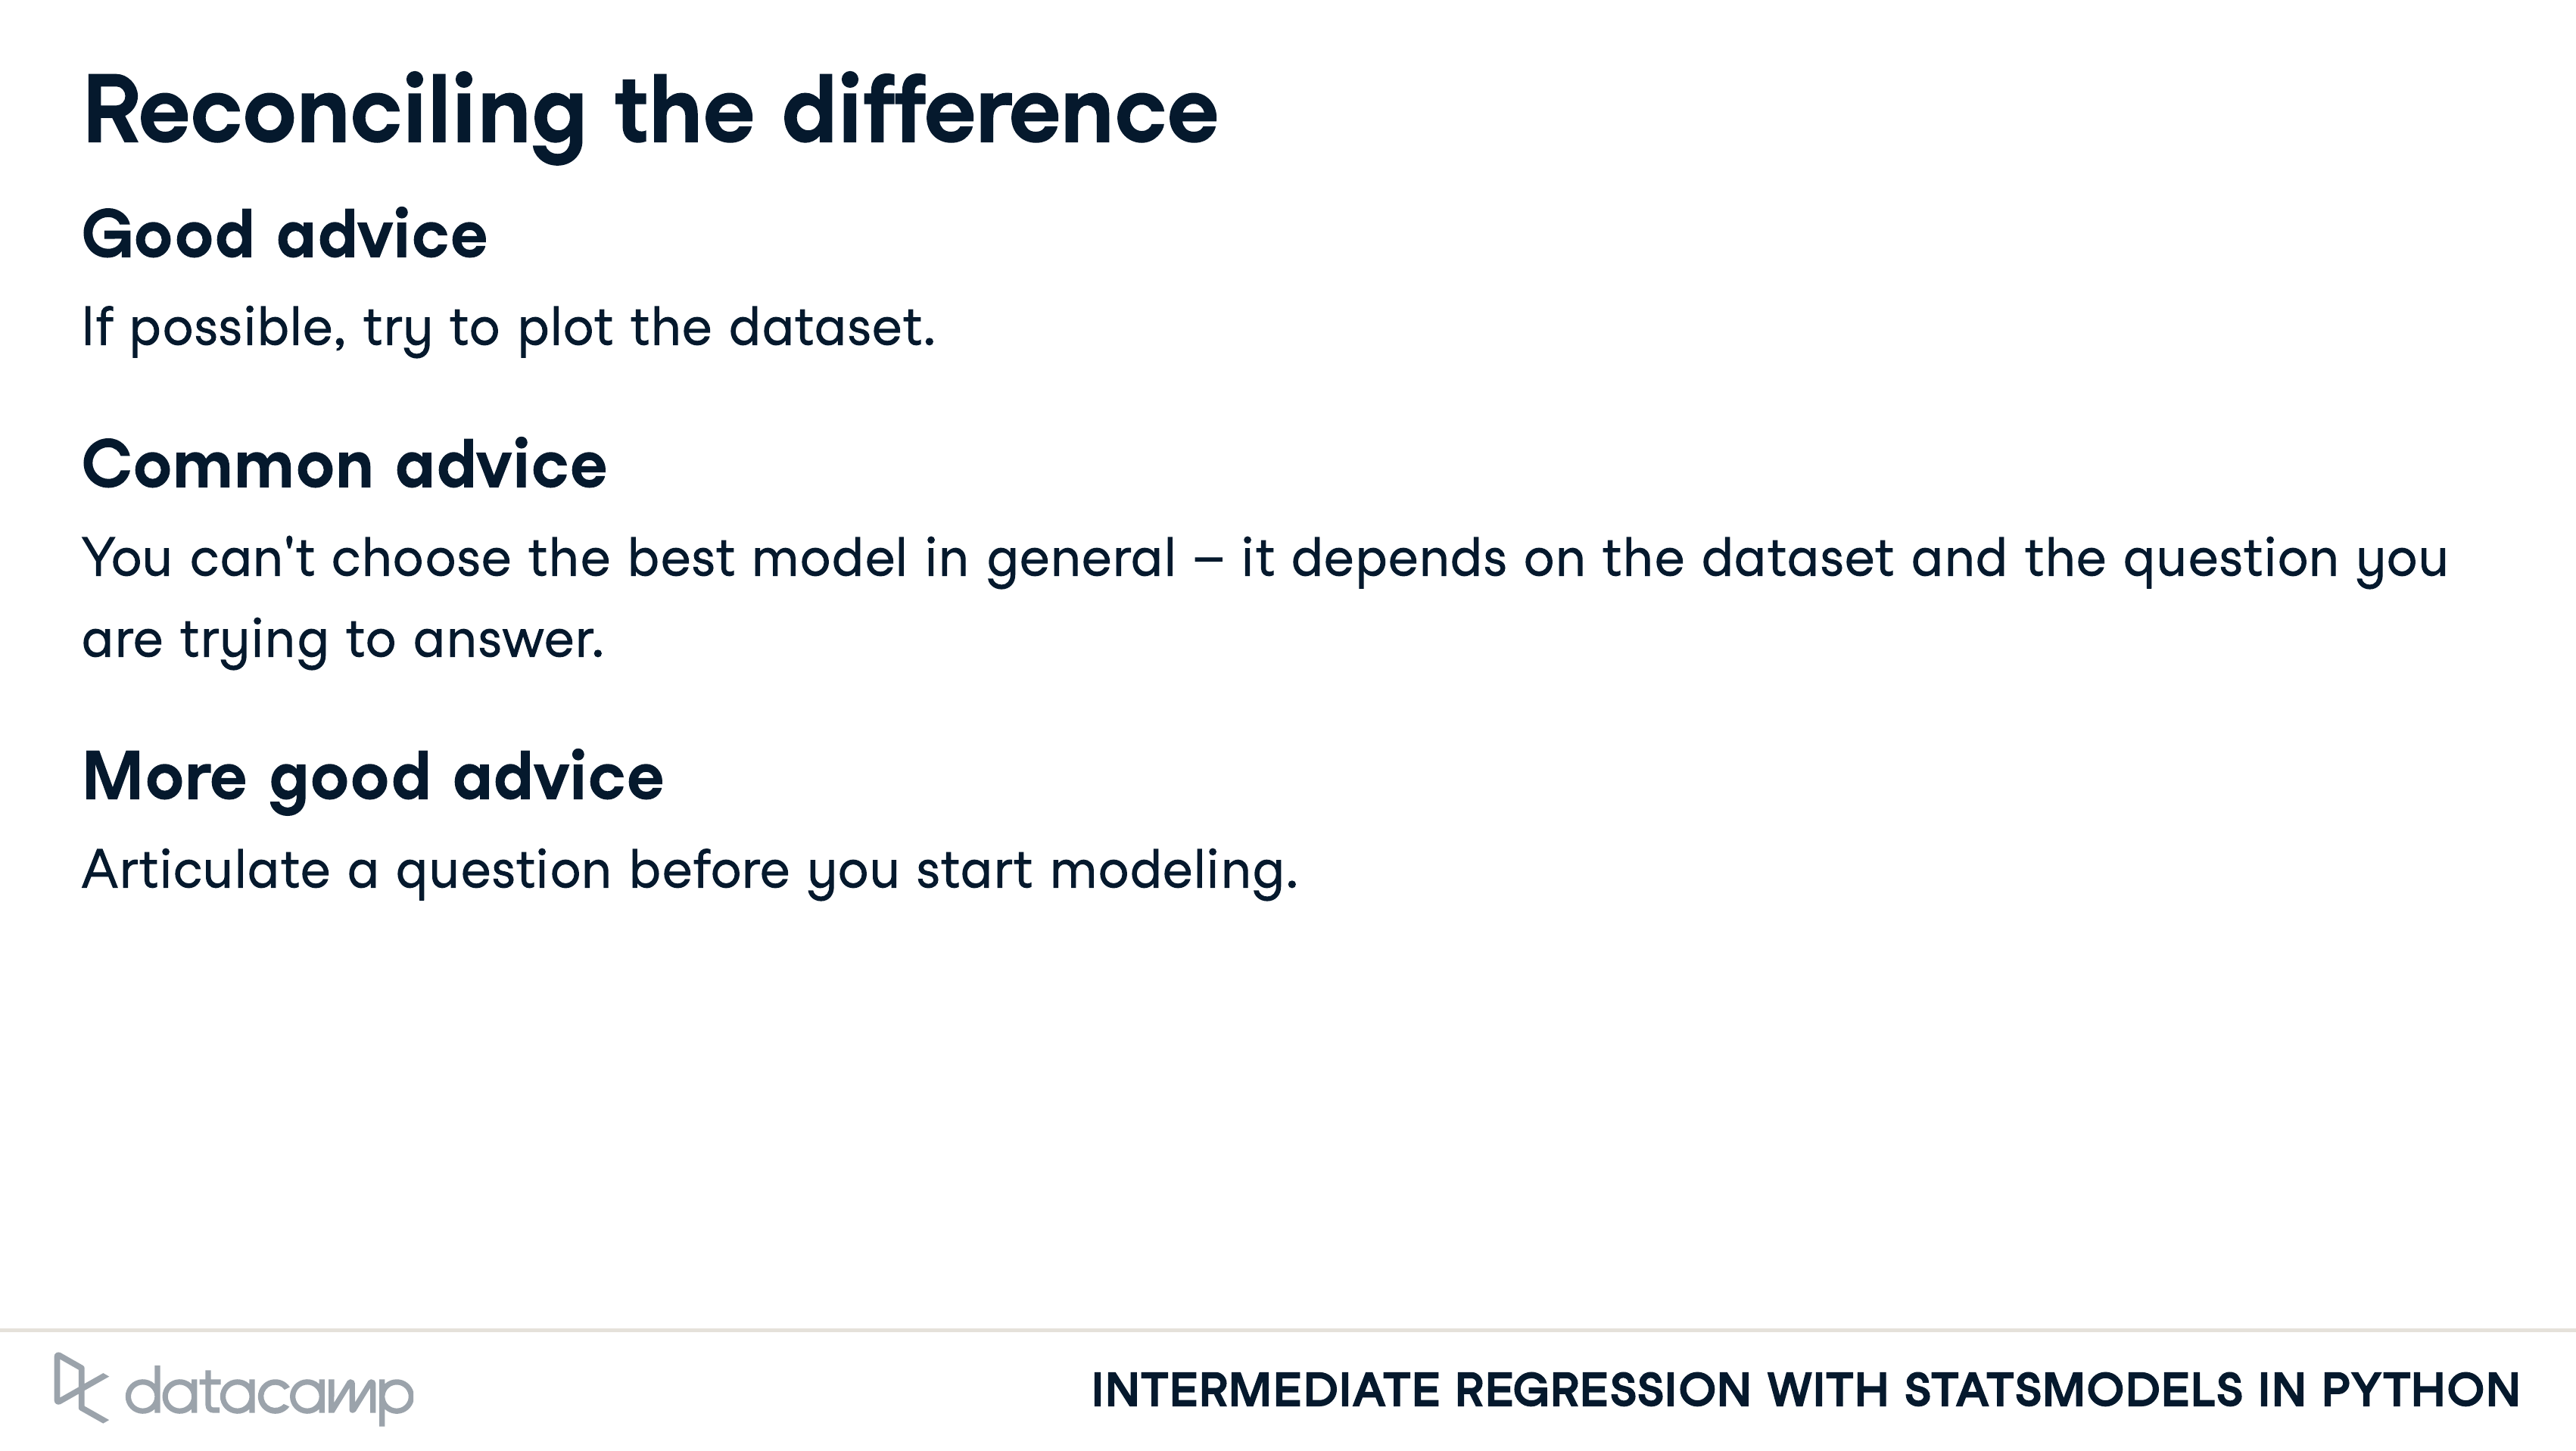 Reconciling the difference
Good advice
If possible, try to plot the dataset.
Common advice
You can't choose the best model in general – it depends on the dataset and the question you
are trying to answer.
More good advice
Articulate a question before you start modeling.
datacamp
INTERMEDIATE REGRESSION WITH STATSMODELS IN PYTHON